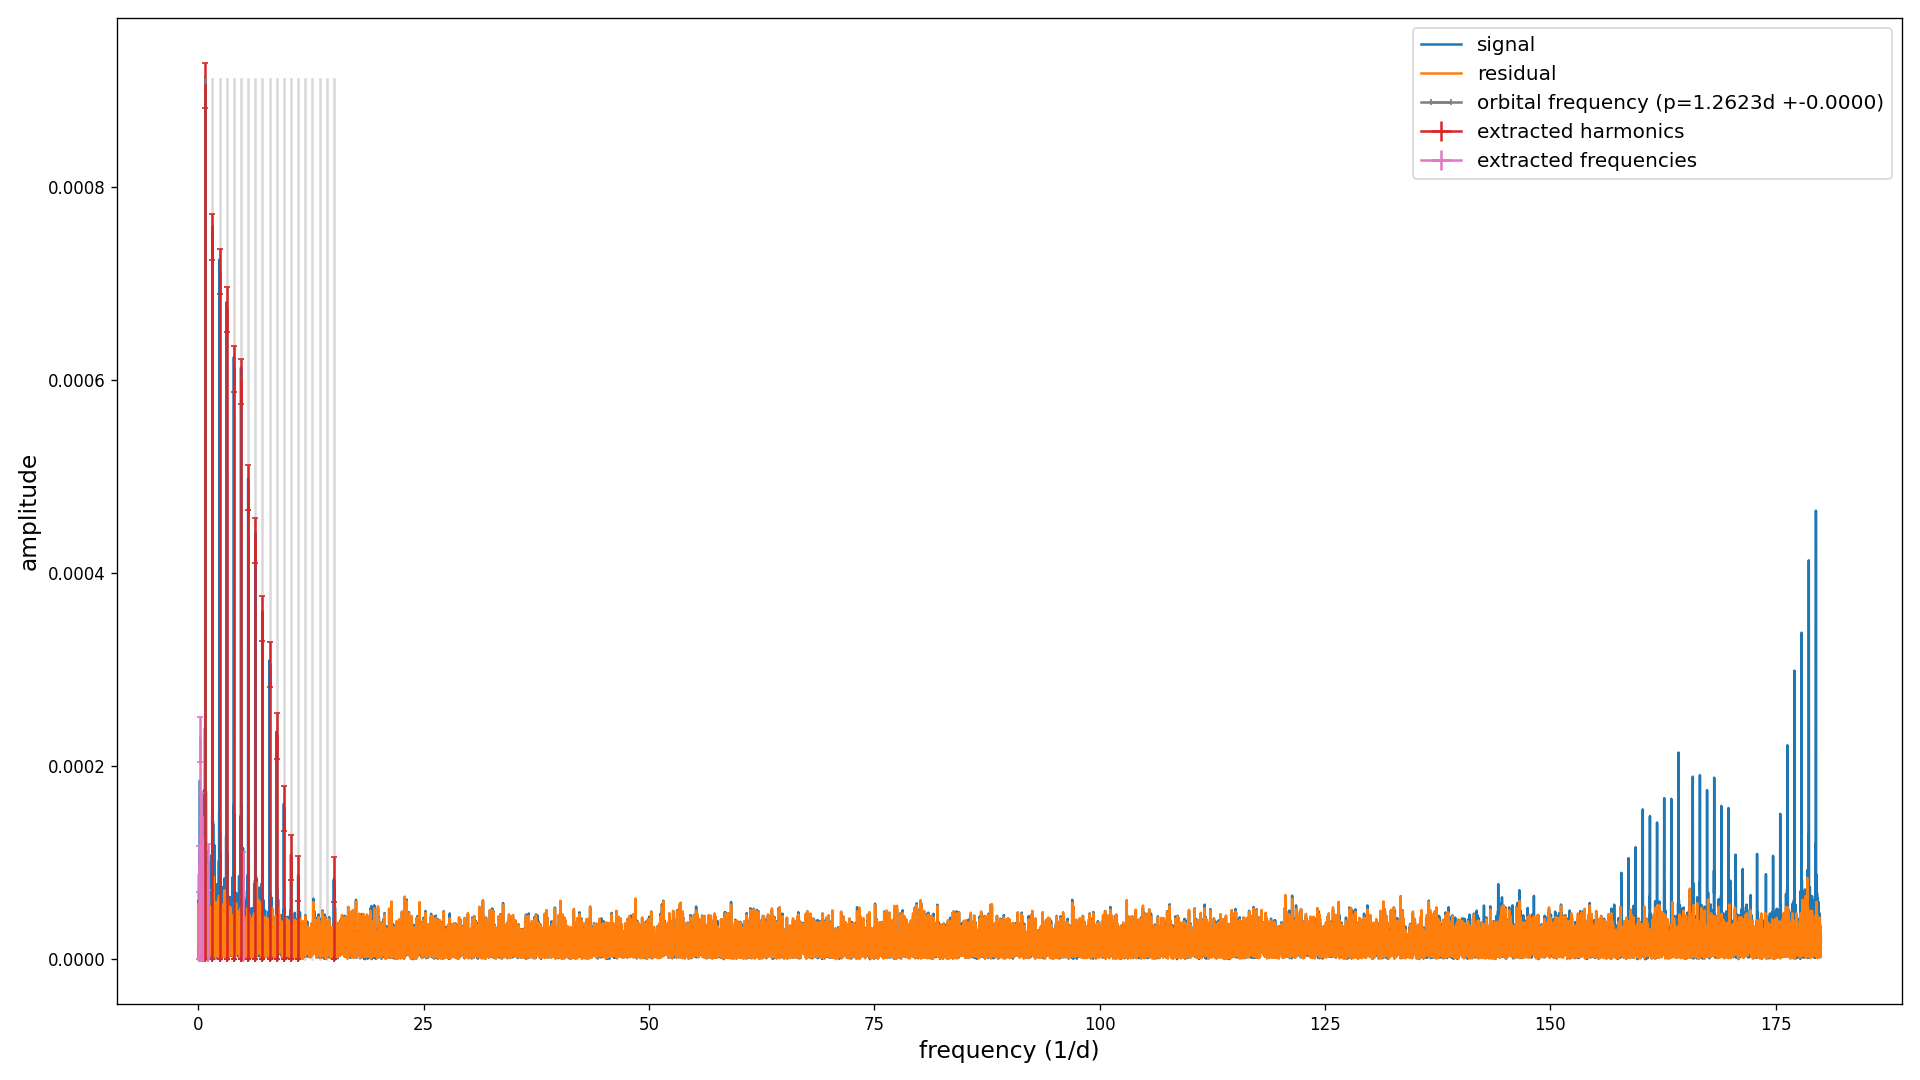 signal
residual
orbital frequency (p=1.2623d +-0.0000)
extracted harmonics
extracted frequencies
amplitude
0.0008
0.0006
0.0004
0.0002
0.0000
0 25 50 75 100 125 150 175
frequency (1/d)